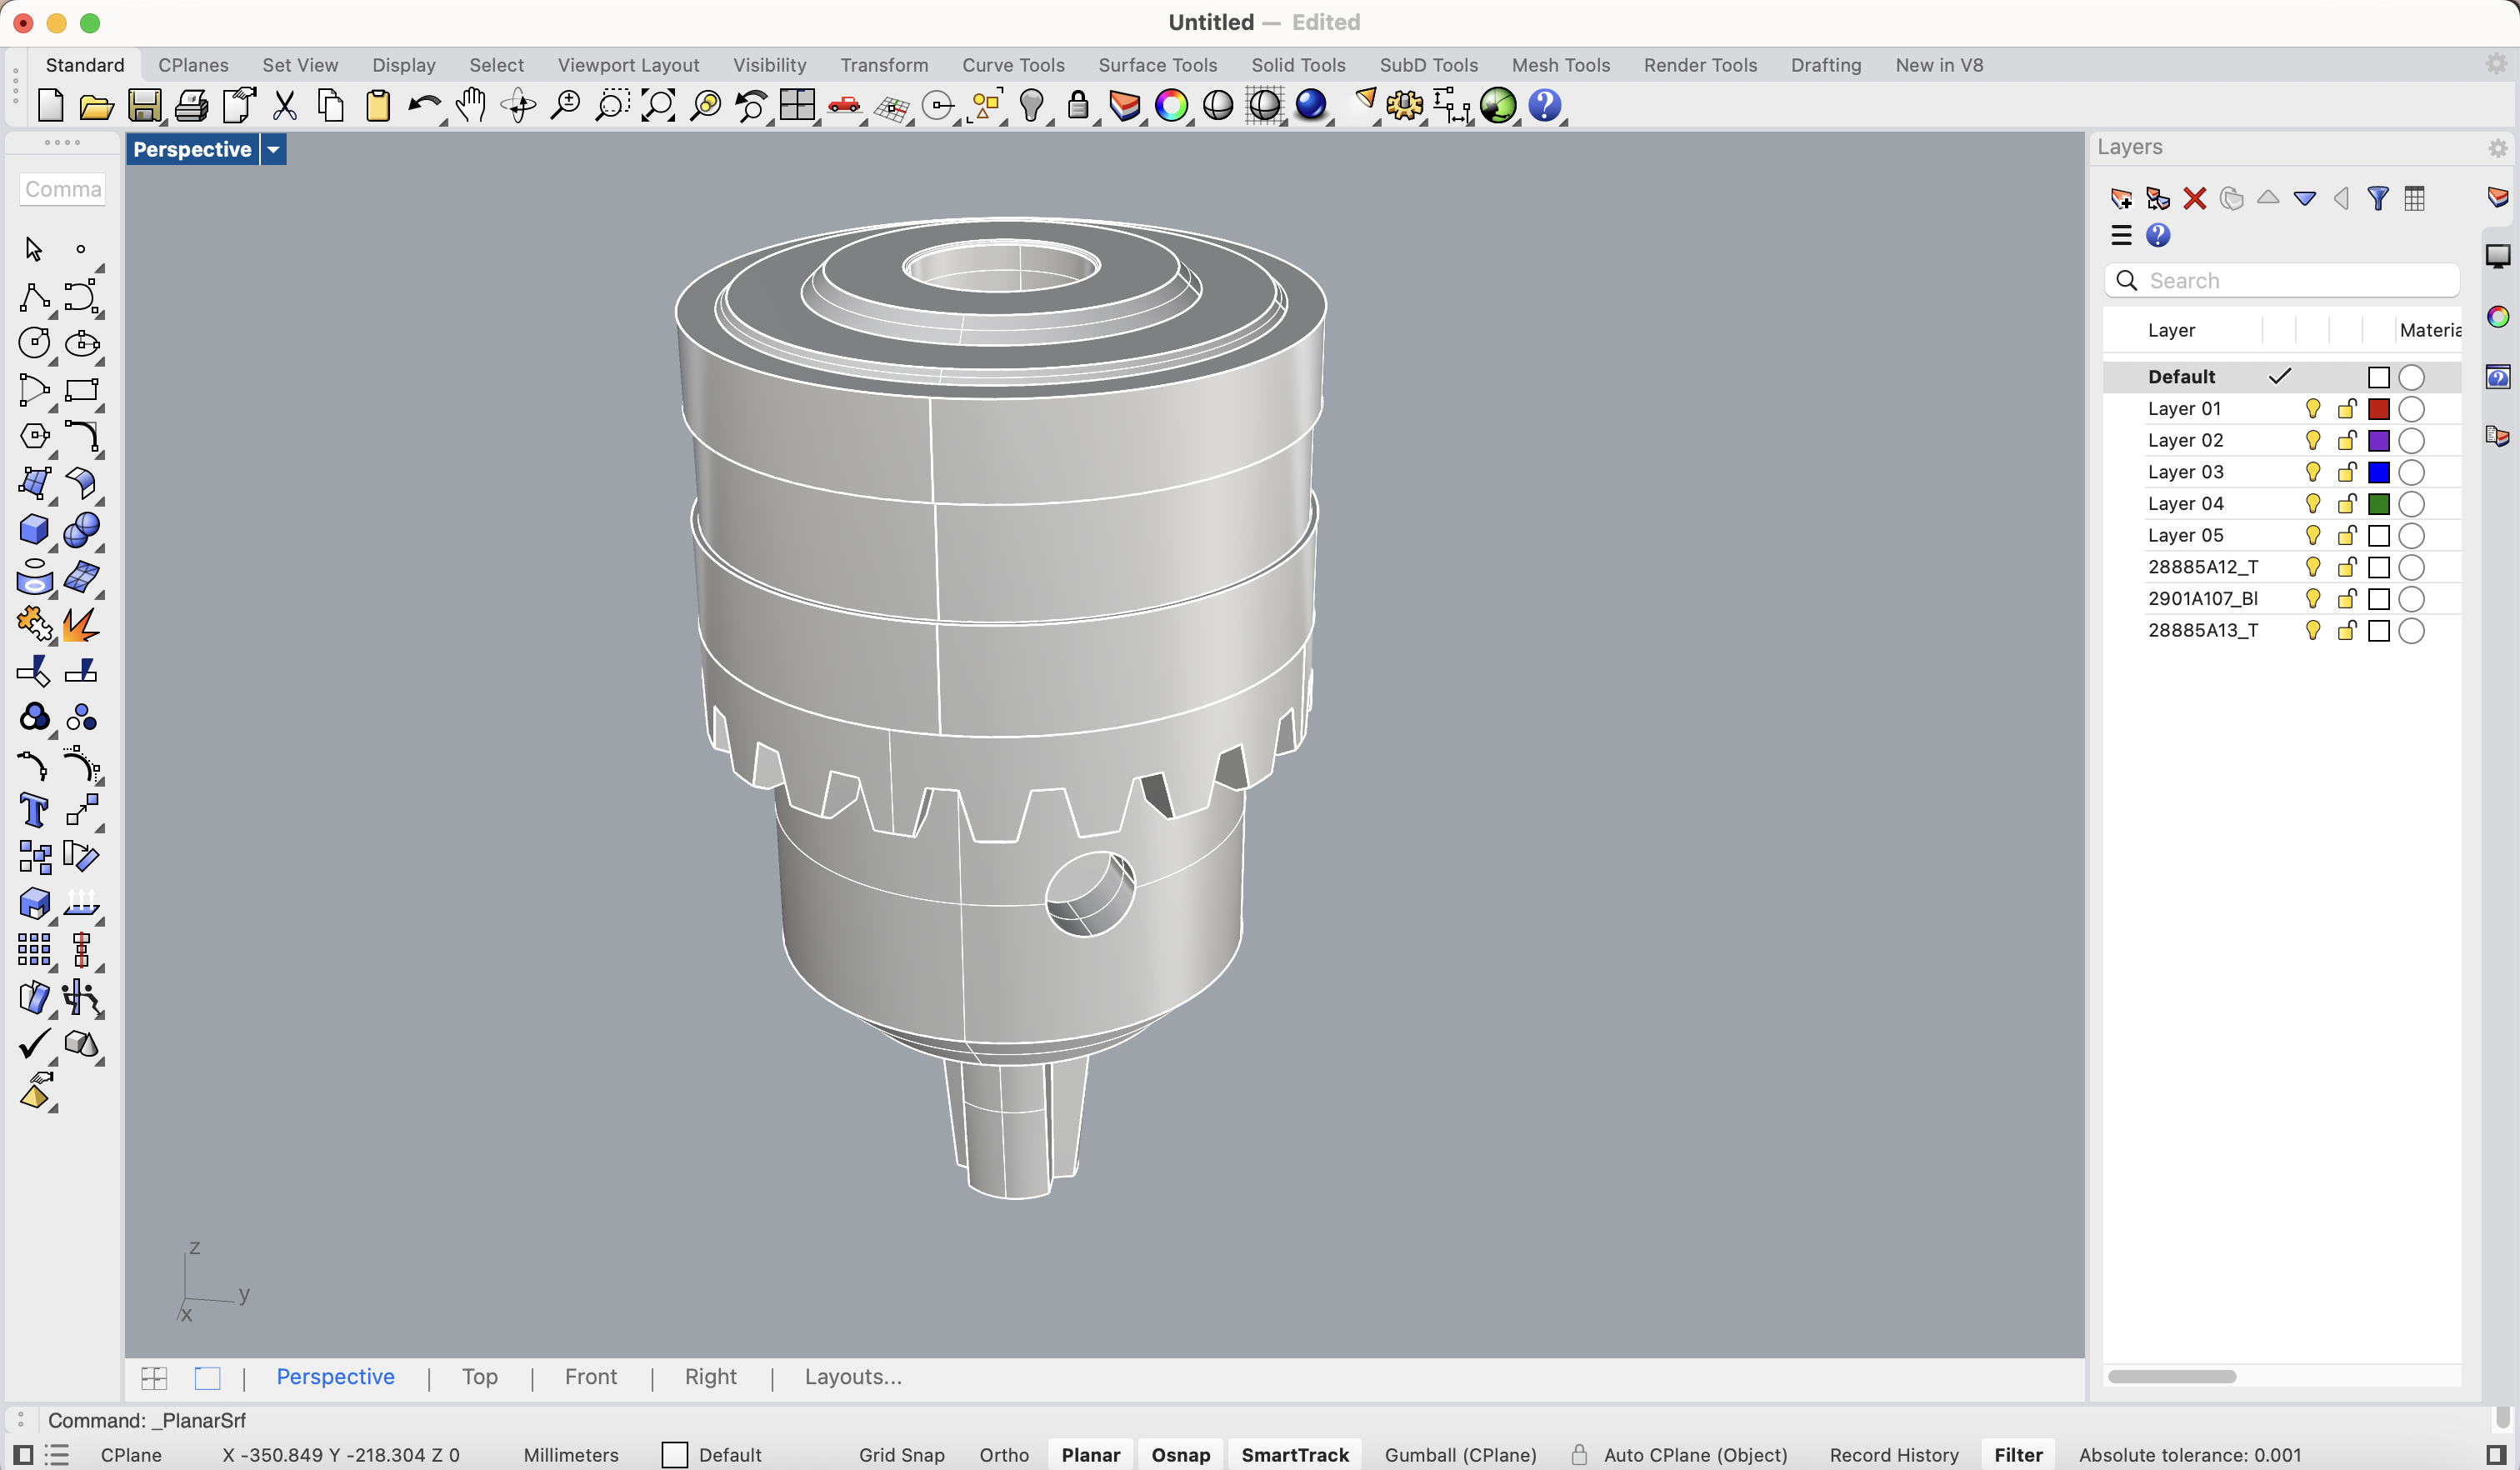 Untitled — Edited
Standard CPlanes Set View Display Select Viewport Layout Visibility Transform Curve Tools Surface Tools Solid Tools SubD Tools Mesh Tools Render Tools Drafting New in V8
Perspective
Layers
Comma
Search
Layer Materia
Default
Layer 01
Layer 02
Layer 03
Layer 04
Layer 05
28885A12_T
2901A107_Bl
28885A13_T
z
y
x
Perspective | Top | Front | Right | Layouts...
Command: _PlanarSrf
CPlane X -350.849 Y -218.304 Z 0 Millimeters Default Grid Snap Ortho Planar Osnap SmartTrack Gumball (CPlane) Auto CPlane (Object) Record History Filter Absolute tolerance: 0.001